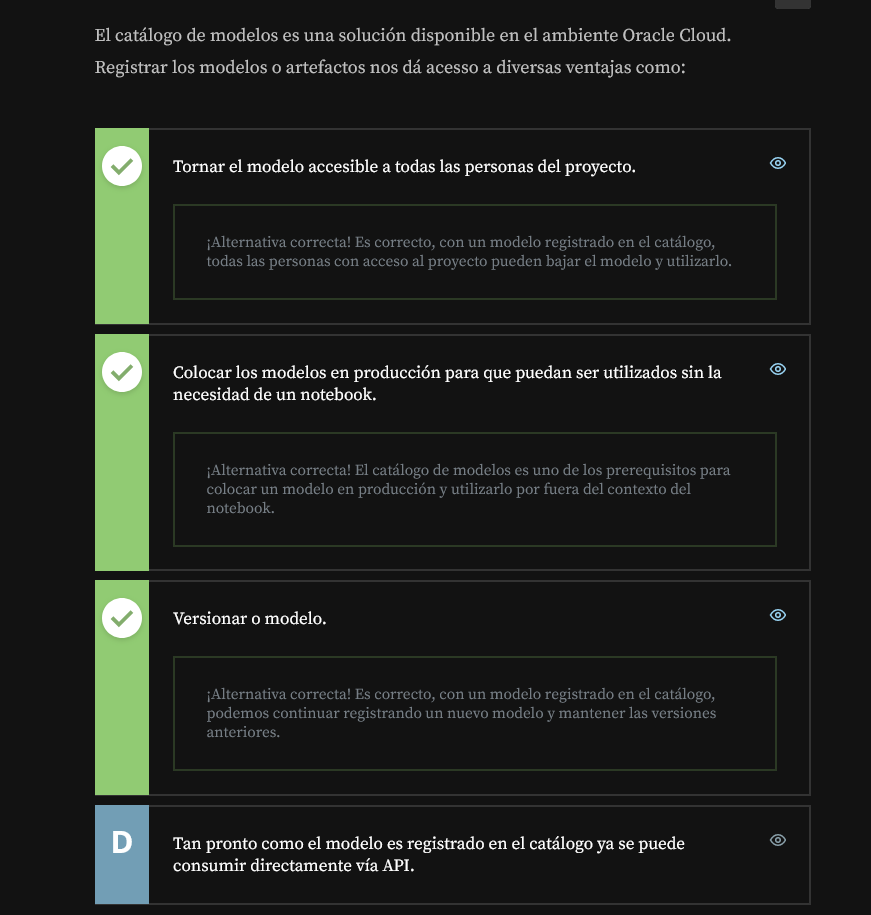 El catálogo de modelos es una solución disponible en el ambiente Oracle Cloud.
Registrar los modelos o artefactos nos dá acesso a diversas ventajas como:
Tornar el modelo accesible a todas las personas del proyecto.
¡Alternativa correcta! Es correcto, con un modelo registrado en el catálogo,
todas las personas con acceso al proyecto pueden bajar el modelo y utilizarlo.
Colocar los modelos en producción para que puedan ser utilizados sin la
necesidad de un notebook.
¡Alternativa correcta! El catálogo de modelos es uno de los prerequisitos para
colocar un modelo en producción y utilizarlo por fuera del contexto del
notebook.
Versionar o modelo.
¡Alternativa correcta! Es correcto, con un modelo registrado en el catálogo,
podemos continuar registrando un nuevo modelo y mantener las versiones
anteriores.
D
Tan pronto como el modelo es registrado en el catálogo ya se puede
consumir directamente vía API.